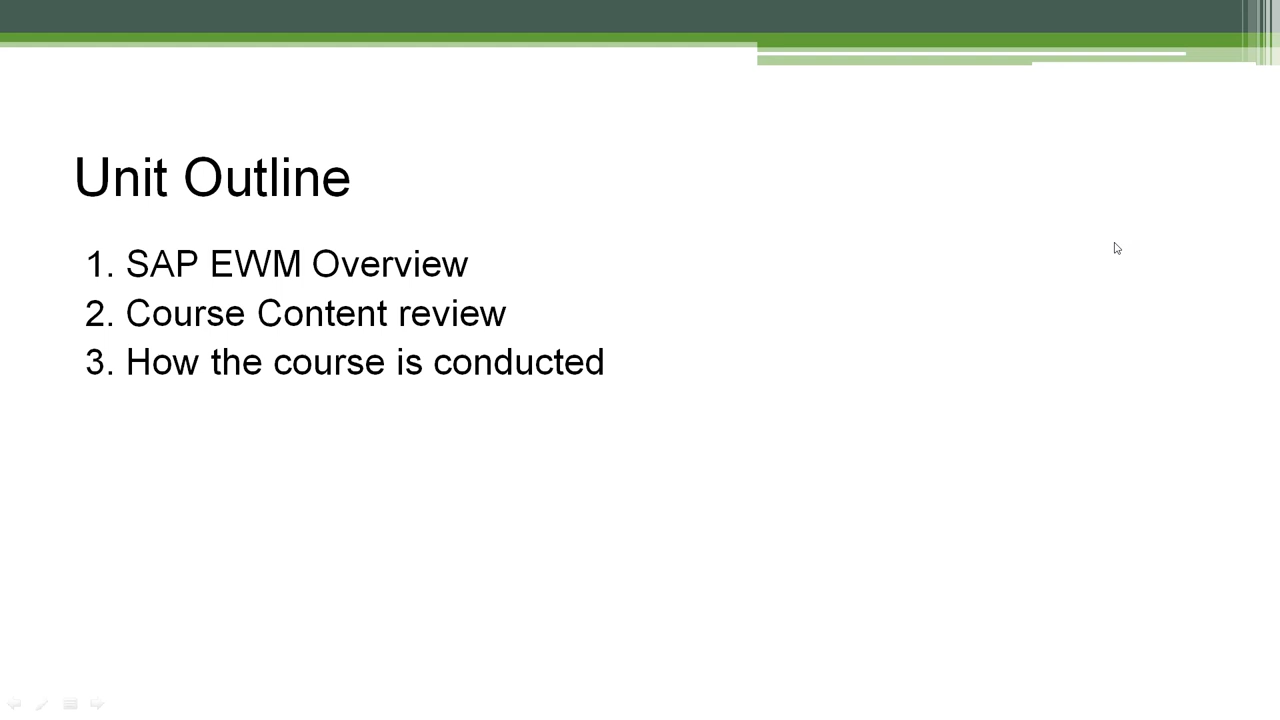 Unit Outline
1. SAP EWM Overview
2. Course Content review
3. How the course is conducted